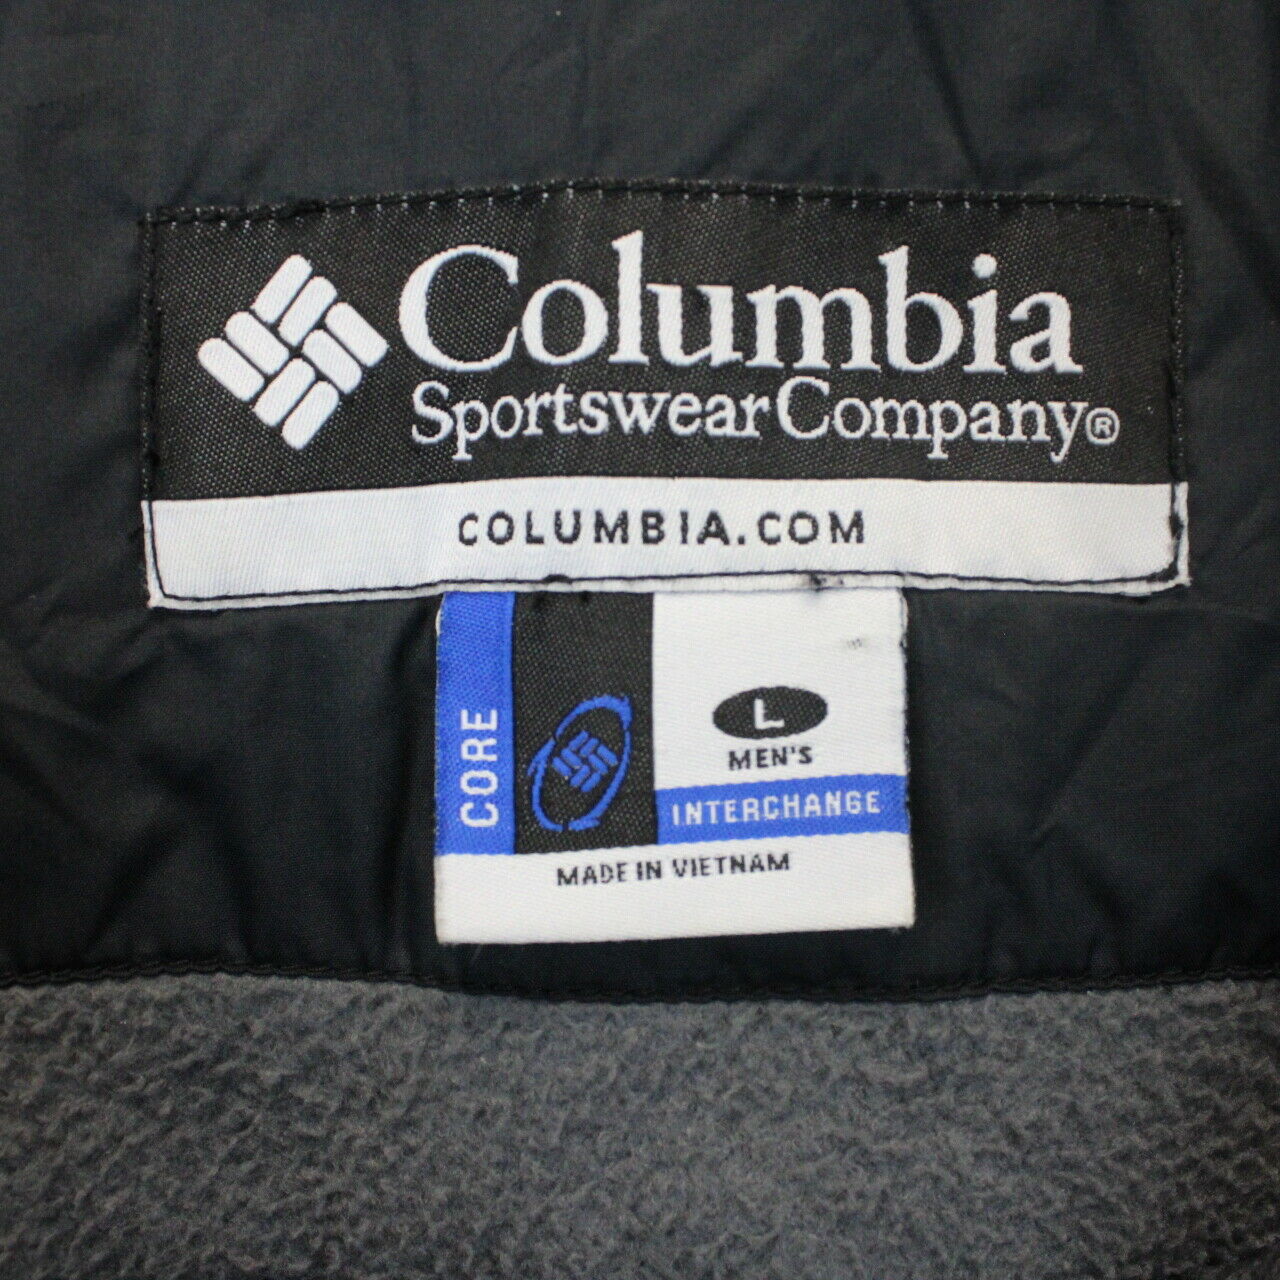 Columbia
Sportswear Company®
COLUMBIA.COM
CORE
L
MEN'S
INTERCHANGE
MADE IN VIETNAM